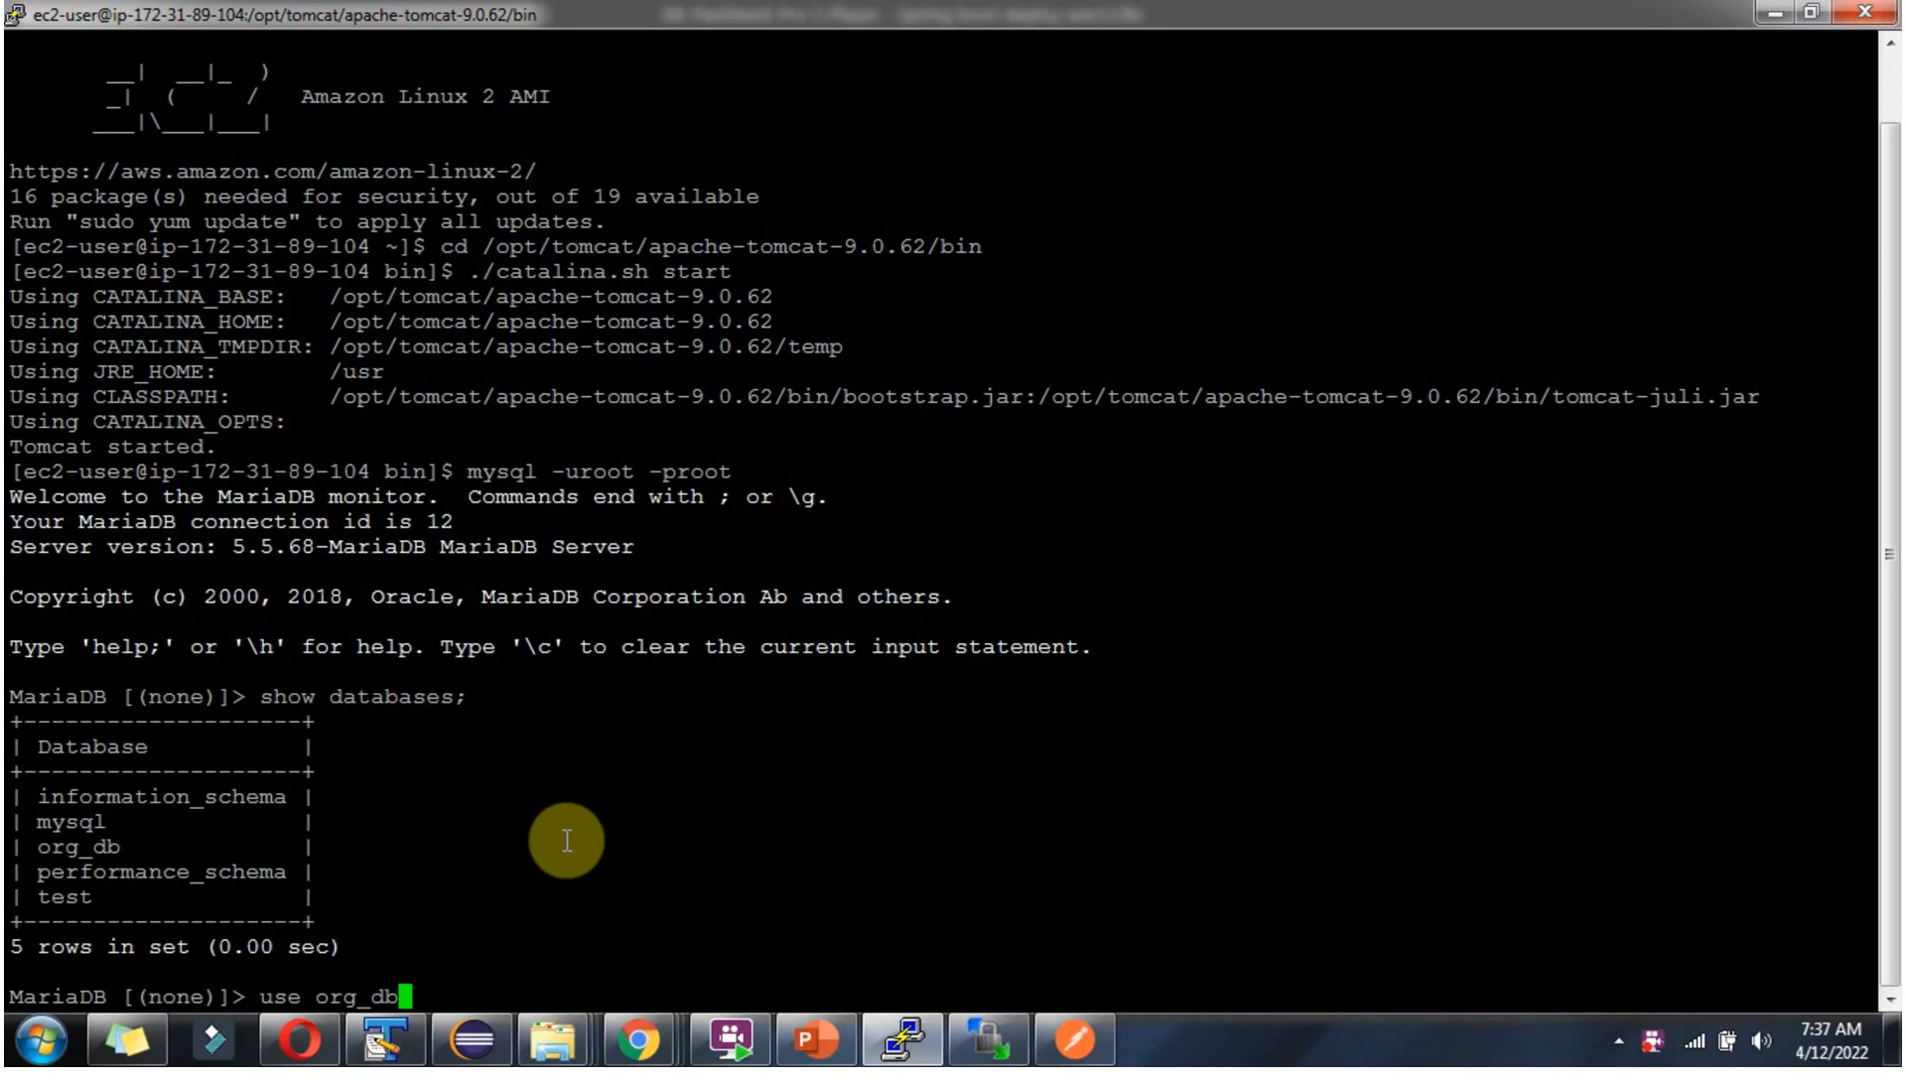 ec2-user@ip-172-31-89-104:/opt/tomcat/apache-tomcat-9.0.62/bin
       __|  __|_  )
       _|  (     /   Amazon Linux 2 AMI
      ___|\___|___|
https://aws.amazon.com/amazon-linux-2/
16 package(s) needed for security, out of 19 available
Run "sudo yum update" to apply all updates.
[ec2-user@ip-172-31-89-104 ~]$ cd /opt/tomcat/apache-tomcat-9.0.62/bin
[ec2-user@ip-172-31-89-104 bin]$ ./catalina.sh start
Using CATALINA_BASE:   /opt/tomcat/apache-tomcat-9.0.62
Using CATALINA_HOME:   /opt/tomcat/apache-tomcat-9.0.62
Using CATALINA_TMPDIR: /opt/tomcat/apache-tomcat-9.0.62/temp
Using JRE_HOME:        /usr
Using CLASSPATH:       /opt/tomcat/apache-tomcat-9.0.62/bin/bootstrap.jar:/opt/tomcat/apache-tomcat-9.0.62/bin/tomcat-juli.jar
Using CATALINA_OPTS:
Tomcat started.
[ec2-user@ip-172-31-89-104 bin]$ mysql -uroot -proot
Welcome to the MariaDB monitor.  Commands end with ; or \g.
Your MariaDB connection id is 12
Server version: 5.5.68-MariaDB MariaDB Server
Copyright (c) 2000, 2018, Oracle, MariaDB Corporation Ab and others.
Type 'help;' or '\h' for help. Type '\c' to clear the current input statement.
MariaDB [(none)]> show databases;
+--------------------+
| Database           |
+--------------------+
| information_schema |
| mysql              |
| org_db             |
| performance_schema |
| test               |
+--------------------+
5 rows in set (0.00 sec)
MariaDB [(none)]> use org_db
7:37 AM
4/12/2022